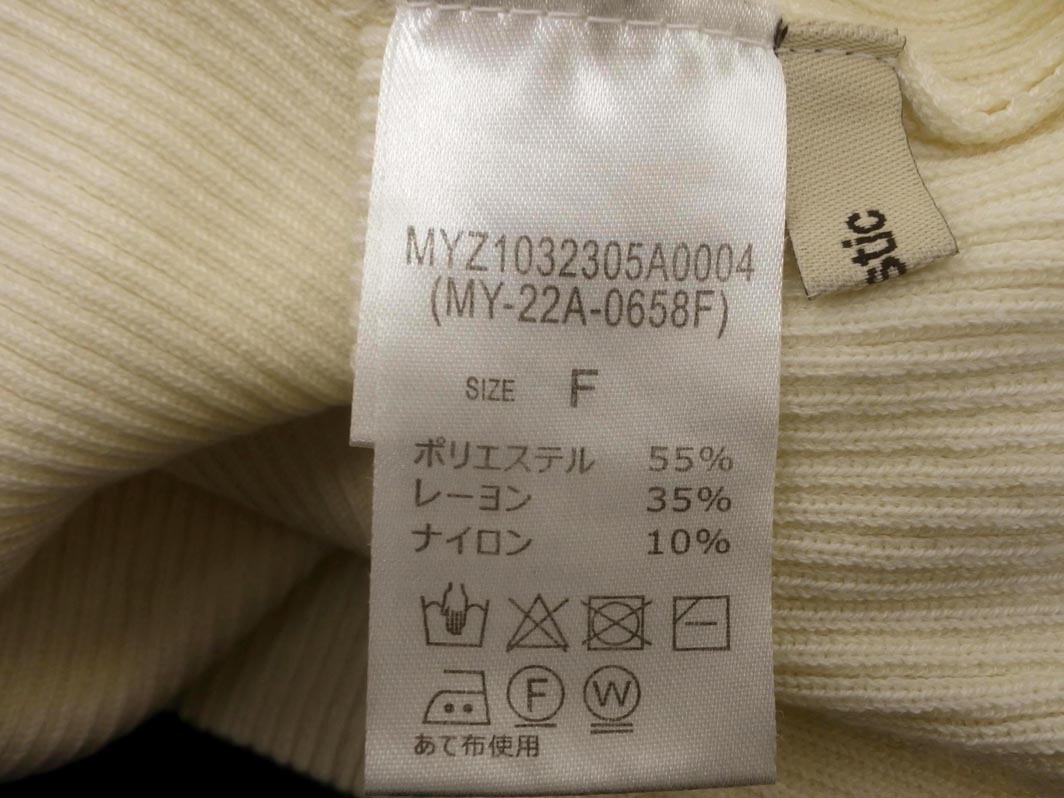 MYZ1032305A0004
(MY-22A-0658F)
SIZE F
ポリエステル 55%
レーヨン 35%
ナイロン 10%
F W
あて布使用
stic